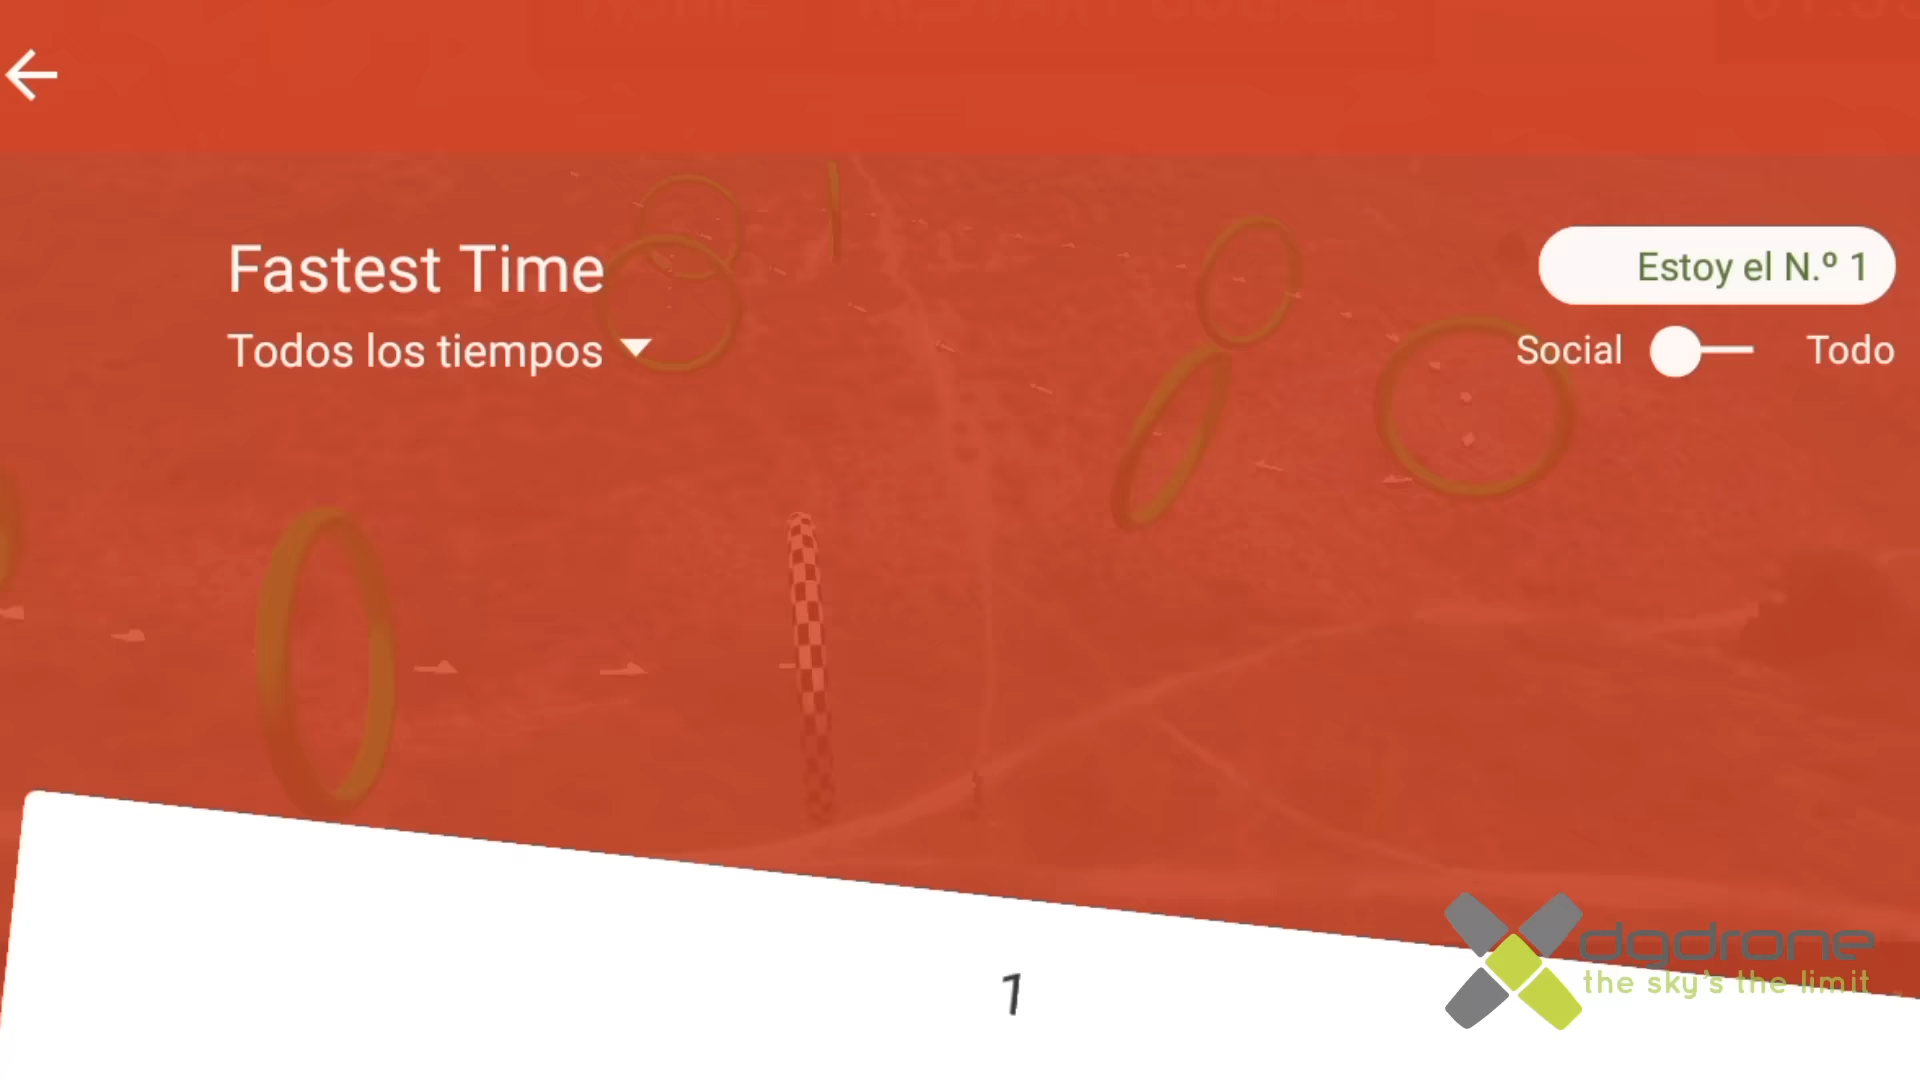 Fastest Time
Todos los tiempos
Estoy el N.º 1
Social Todo
1
dgdrone
the sky's the limit